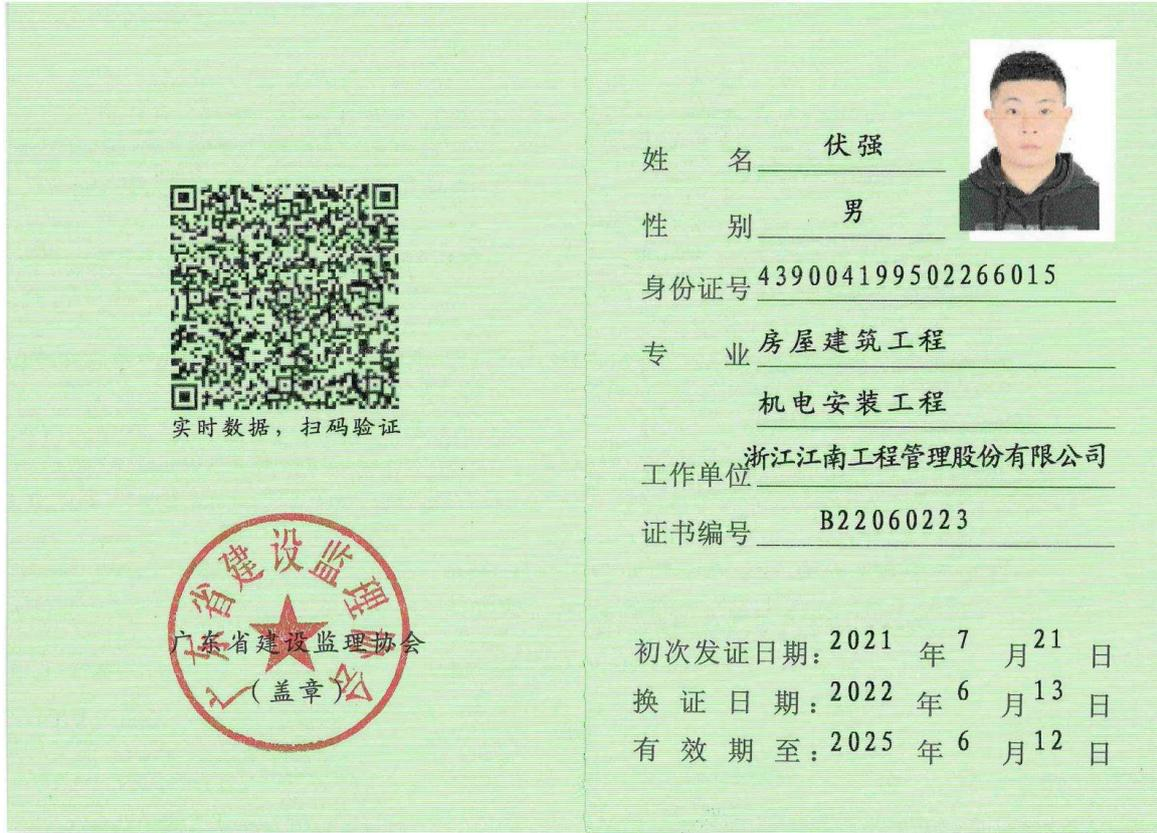 实时数据，扫码验证
广东省建设监理协会
广东省建设监理协会
（盖章）
姓 名 伏强
性 别 男
身份证号 439004199502266015
专 业 房屋建筑工程
机电安装工程
工作单位 浙江江南工程管理股份有限公司
证书编号 B22060223
初次发证日期：2021 年 7 月 21 日
换 证 日 期：2022 年 6 月 13 日
有 效 期 至：2025 年 6 月 12 日